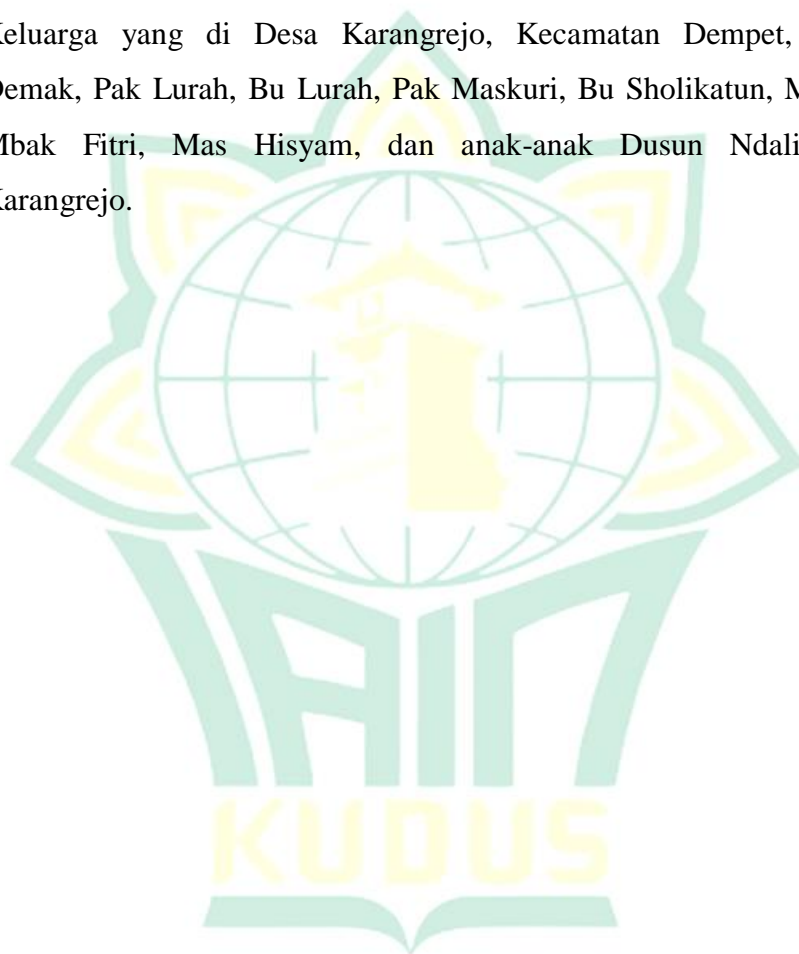 Keluarga yang di Desa Karangrejo, Kecamatan Dempet,
Demak, Pak Lurah, Bu Lurah, Pak Maskuri, Bu Sholikatun,
Mbak Fitri, Mas Hisyam, dan anak-anak Dusun
Karangrejo.
IAIN
KUDUS